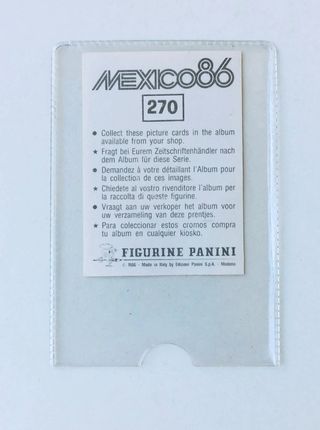 MEXICO86
270
● Collect these picture cards in the album
available from your shop.
★ Fragt bei Eurem Zeitschriftenhändler nach
dem Album für diese Serie.
● Demandez à votre détaillant l'Album pour
la collection de ces images.
★ Chiedete al vostro rivenditore l'album per
la raccolta di queste figurine.
● Vraagt aan uw verkoper het album voor
uw verzameling van deze prentjes.
★ Para coleccionar estos cromos compra
tu album en cualquier kiosko.
FIGURINE PANINI
© 1986 - Made in Italy by Edizioni Panini S.p.A. - Modena